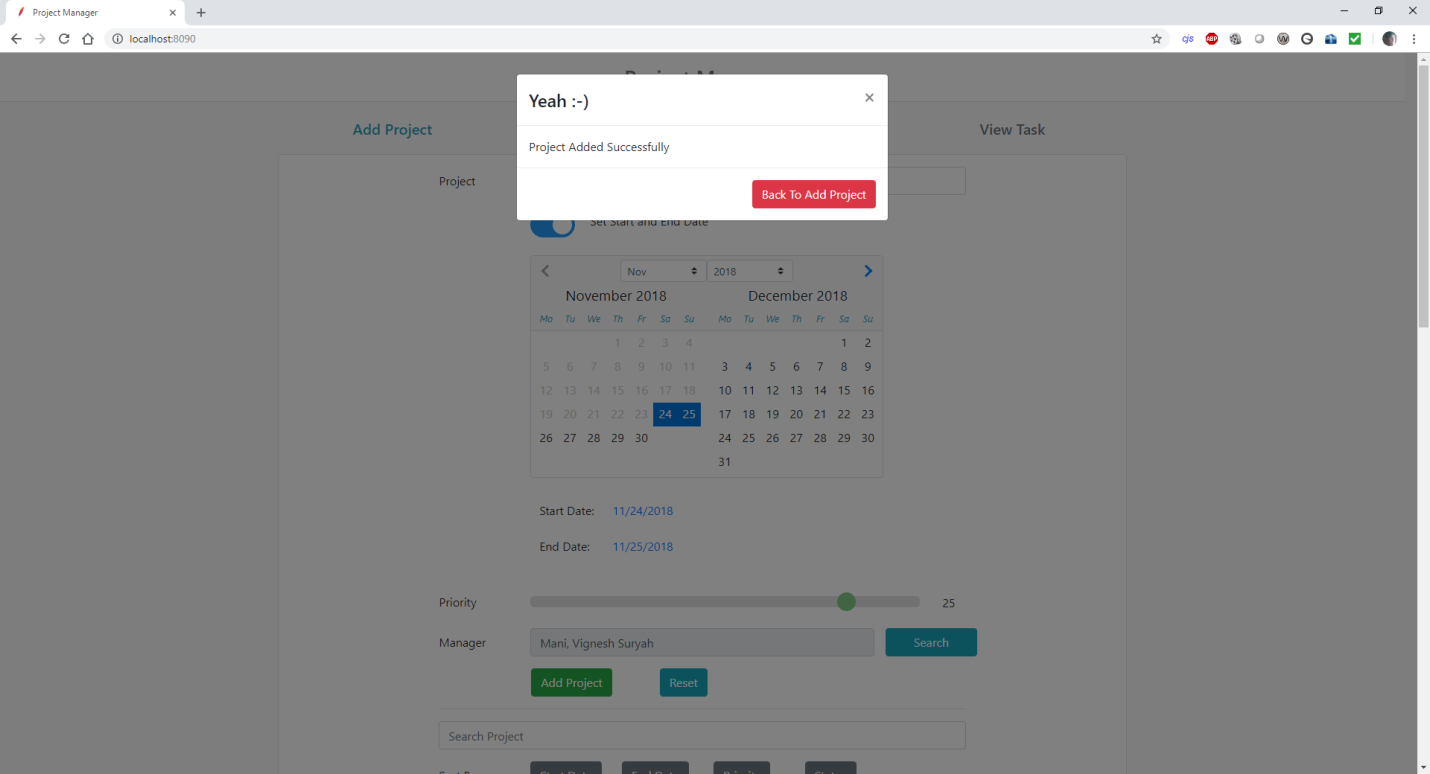 Project Manager
localhost:8090
cjs
ABP
Yeah :-) ×
Add Project View Task
Project Added Successfully
Project
Back To Add Project
Set Start and End Date
Nov 2018
November 2018 December 2018
Mo Tu We Th Fr Sa Su Mo Tu We Th Fr Sa Su
1 2 3 4 1 2
5 6 7 8 9 10 11 3 4 5 6 7 8 9
12 13 14 15 16 17 18 10 11 12 13 14 15 16
19 20 21 22 23 24 25 17 18 19 20 21 22 23
26 27 28 29 30 24 25 26 27 28 29 30
31
Start Date: 11/24/2018
End Date: 11/25/2018
Priority 25
Manager Mani, Vignesh Suryah Search
Add Project Reset
Search Project